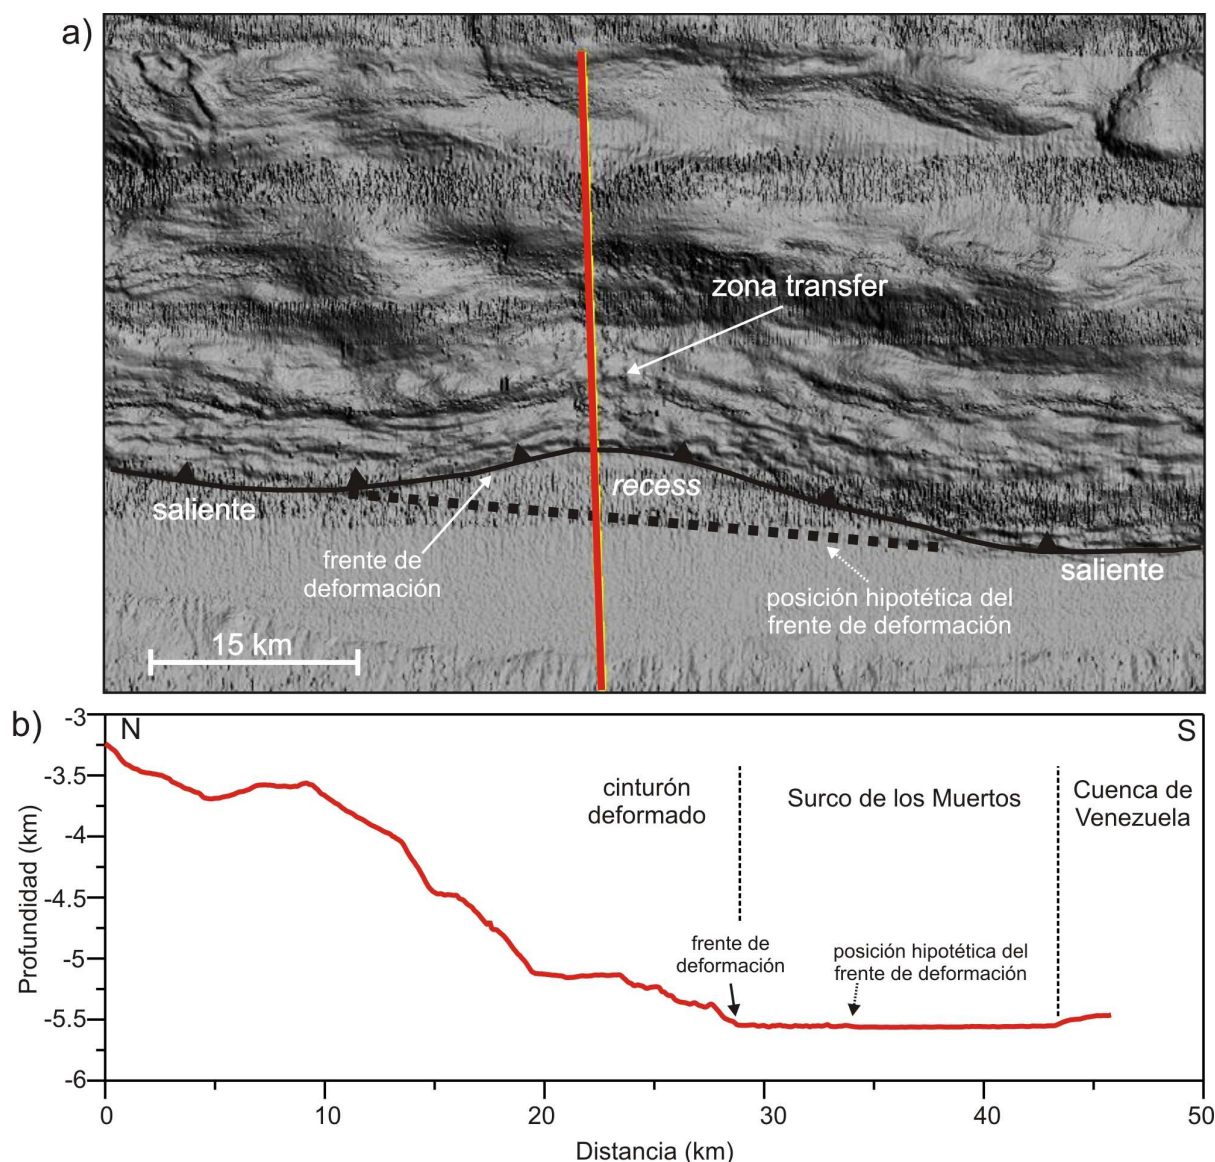 a)
zona transfer
recess
saliente
frente de
deformación
saliente
posición hipotética del
frente de deformación
15 km
b)
N
S
-3
-3.5
-4
-4.5
-5
-5.5
-6
Profundidad (km)
cinturón
deformado
Surco de los Muertos
Cuenca de
Venezuela
frente de
deformación
posición hipotética del
frente de deformación
0
10
20
30
40
50
Distancia (km)